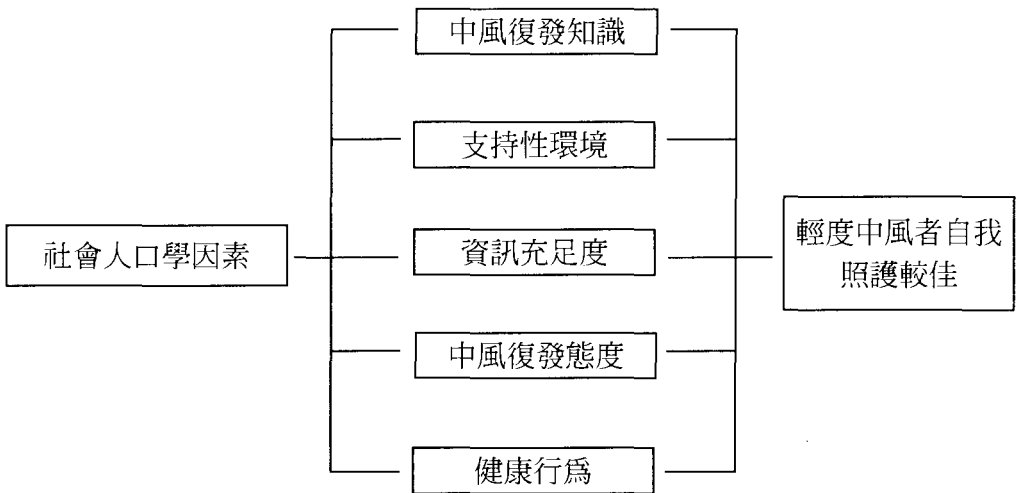 中風復發知識
支持性環境
社會人口學因素
資訊充足度
輕度中風者自我
照護較佳
中風復發態度
健康行爲